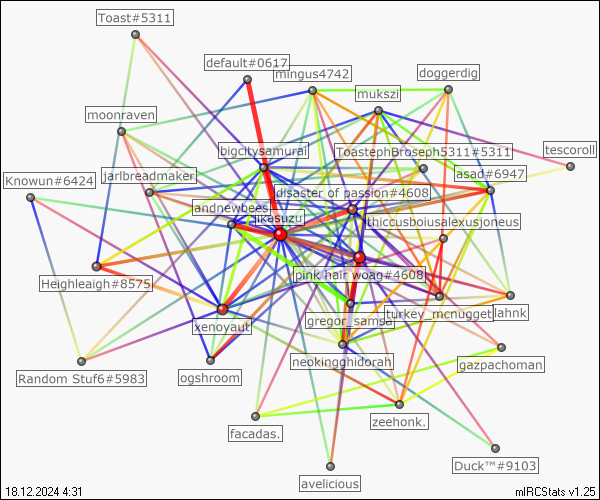 Toast#5311
default#0617
mingus4742
doggerdig
mukszi
moonraven
bigcitysamurai
ToastephBroseph5311#5311
tescoroll
Knowun#6424
jarlbreadmaker
asad#6947
disaster of passion#4608
andnewbees
ikasuzu
thiccusboiusalexusjoneus
Heighleaigh#8575
pink hair woag#4608
xenoyaut
gregor_samsa
turkey_mcnugget
lahnk
Random Stuf6#5983
ogshroom
neokingghidorah
gazpachoman
facadas.
zeehonk.
Duck™#9103
avelicious
18.12.2024 4:31
mIRCStats v1.25